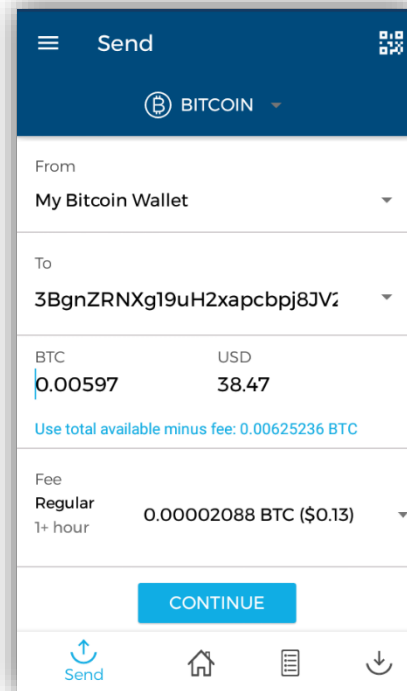 Send
BITCOIN
From
My Bitcoin Wallet
To
3BgnZRNXg19uH2xapcbpj8JV2
BTC USD
0.00597 38.47
Use total available minus fee: 0.00625236 BTC
Fee
Regular
1+ hour
0.00002088 BTC ($0.13)
CONTINUE
Send